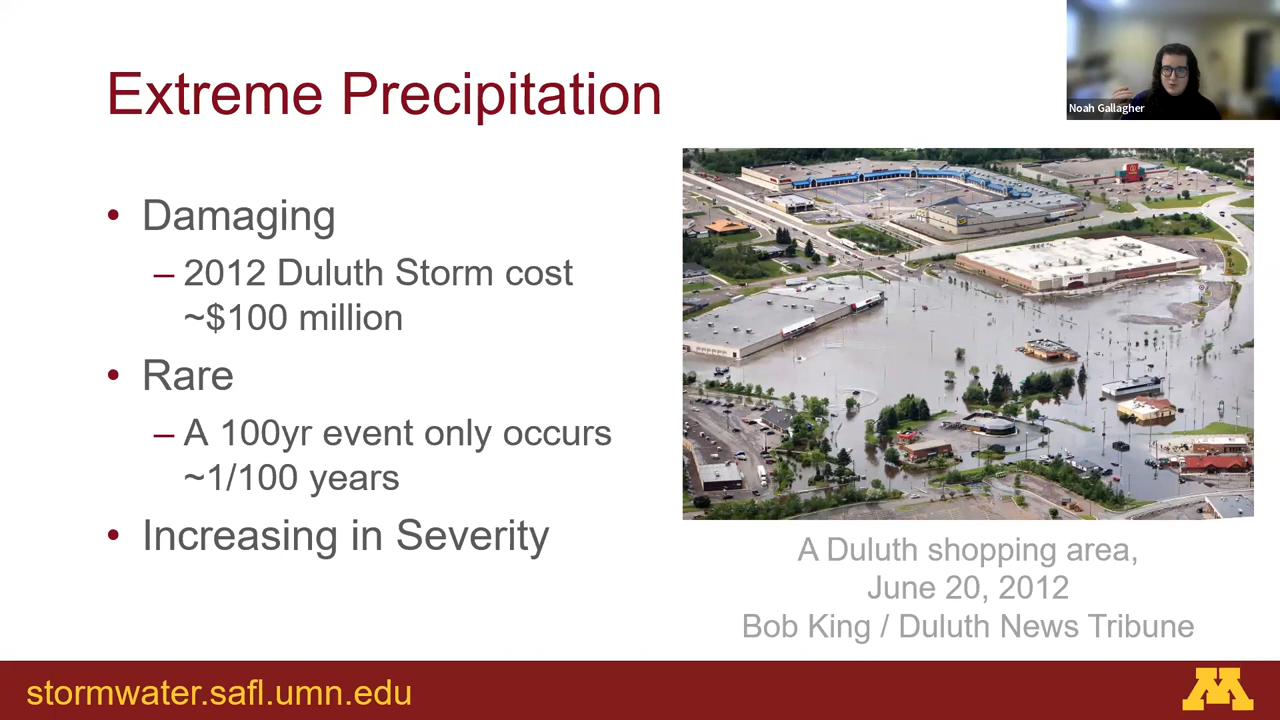 Extreme Precipitation
Noah Gallagher
• Damaging
– 2012 Duluth Storm cost
~$100 million
• Rare
– A 100yr event only occurs
~1/100 years
• Increasing in Severity
A Duluth shopping area,
June 20, 2012
Bob King / Duluth News Tribune
stormwater.safl.umn.edu
M